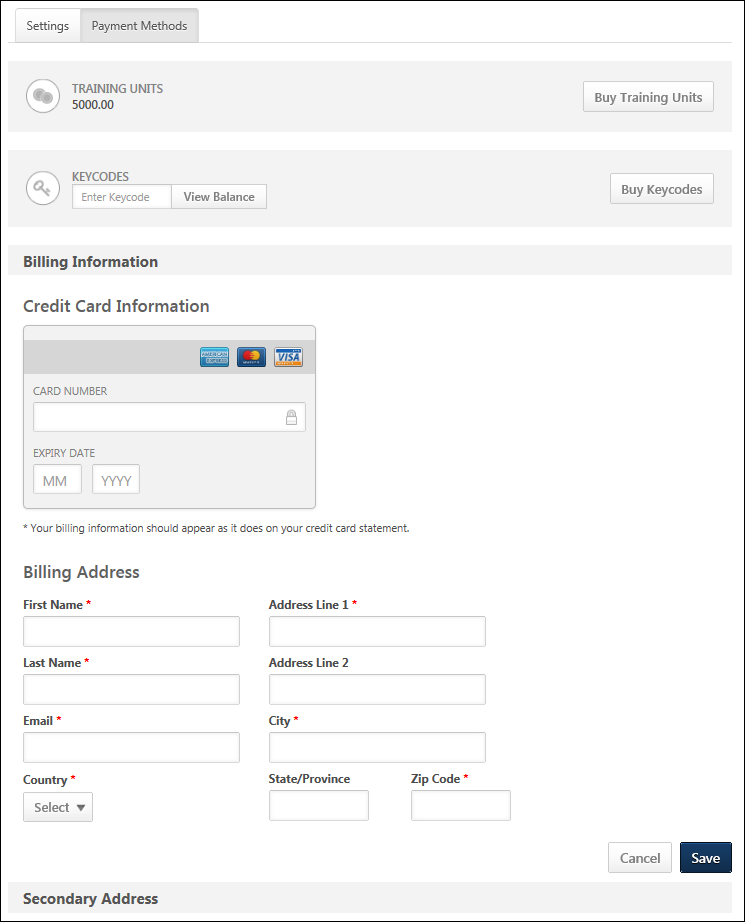 Settings
Payment Methods
TRAINING UNITS
5000.00
Buy Training Units
KEYCODES
Enter Keycode
View Balance
Buy Keycodes
Billing Information
Credit Card Information
AMERICAN EXPRESS
VISA
CARD NUMBER
EXPIRY DATE
MM
YYYY
* Your billing information should appear as it does on your credit card statement.
Billing Address
First Name *
Address Line 1 *
Last Name *
Address Line 2
Email *
City *
Country *
State/Province
Zip Code *
Select
Cancel
Save
Secondary Address